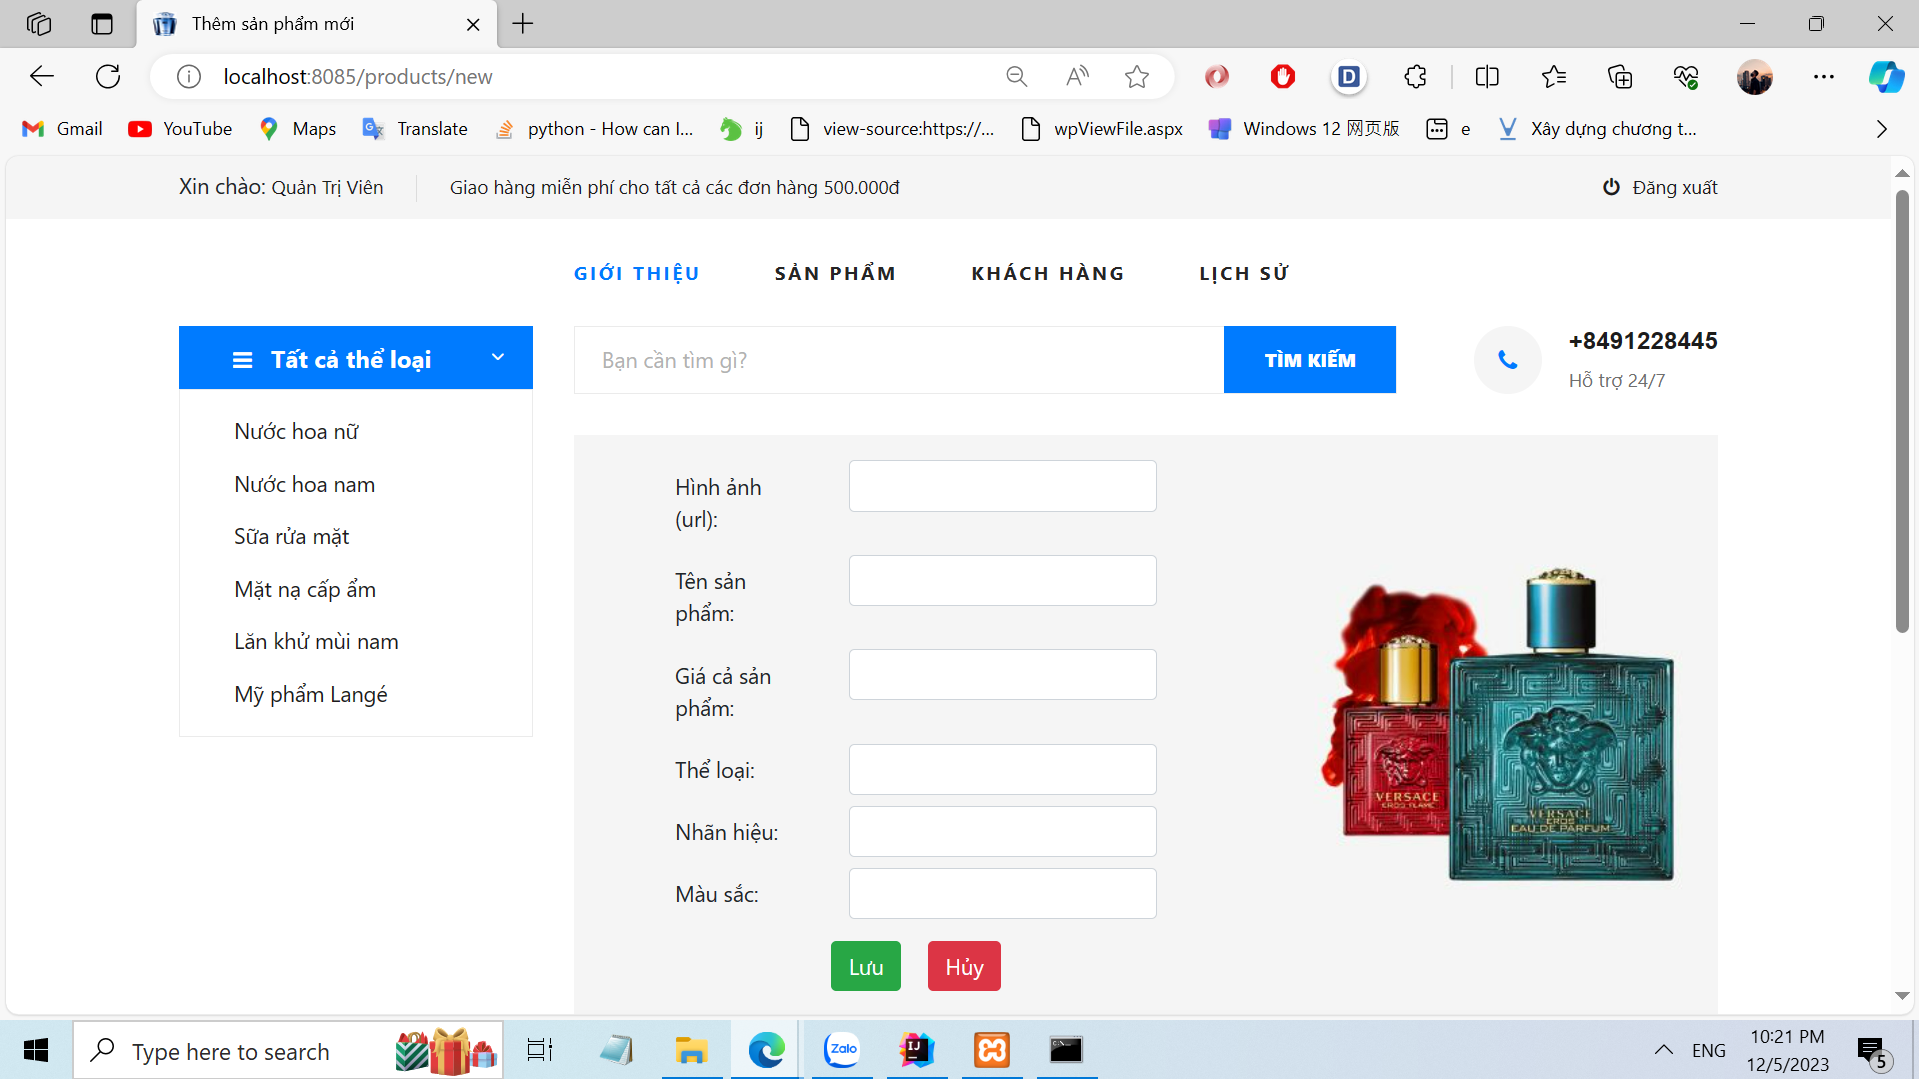 Thêm sản phẩm mới
localhost:8085/products/new
Gmail
YouTube
Maps
Translate
python - How can I...
ij
view-source:https://...
wpViewFile.aspx
Windows 12 网页版
e
Xây dựng chương t...
Xin chào: Quản Trị Viên
Giao hàng miễn phí cho tất cả các đơn hàng 500.000đ
Đăng xuất
GIỚI THIỆU
SẢN PHẨM
KHÁCH HÀNG
LỊCH SỬ
Tất cả thể loại
Bạn cần tìm gì?
TÌM KIẾM
+8491228445
Hỗ trợ 24/7
Nước hoa nữ
Nước hoa nam
Sữa rửa mặt
Mặt nạ cấp ẩm
Lăn khử mùi nam
Mỹ phẩm Langé
Hình ảnh
(url):
Tên sản
phẩm:
Giá cả sản
phẩm:
Thể loại:
Nhãn hiệu:
Màu sắc:
Lưu
Hủy
VERSACE
EROS FLAME
VERSACE
EROS
EAU DE PARFUM
Type here to search
Zalo
IJ
ENG
10:21 PM
12/5/2023
5